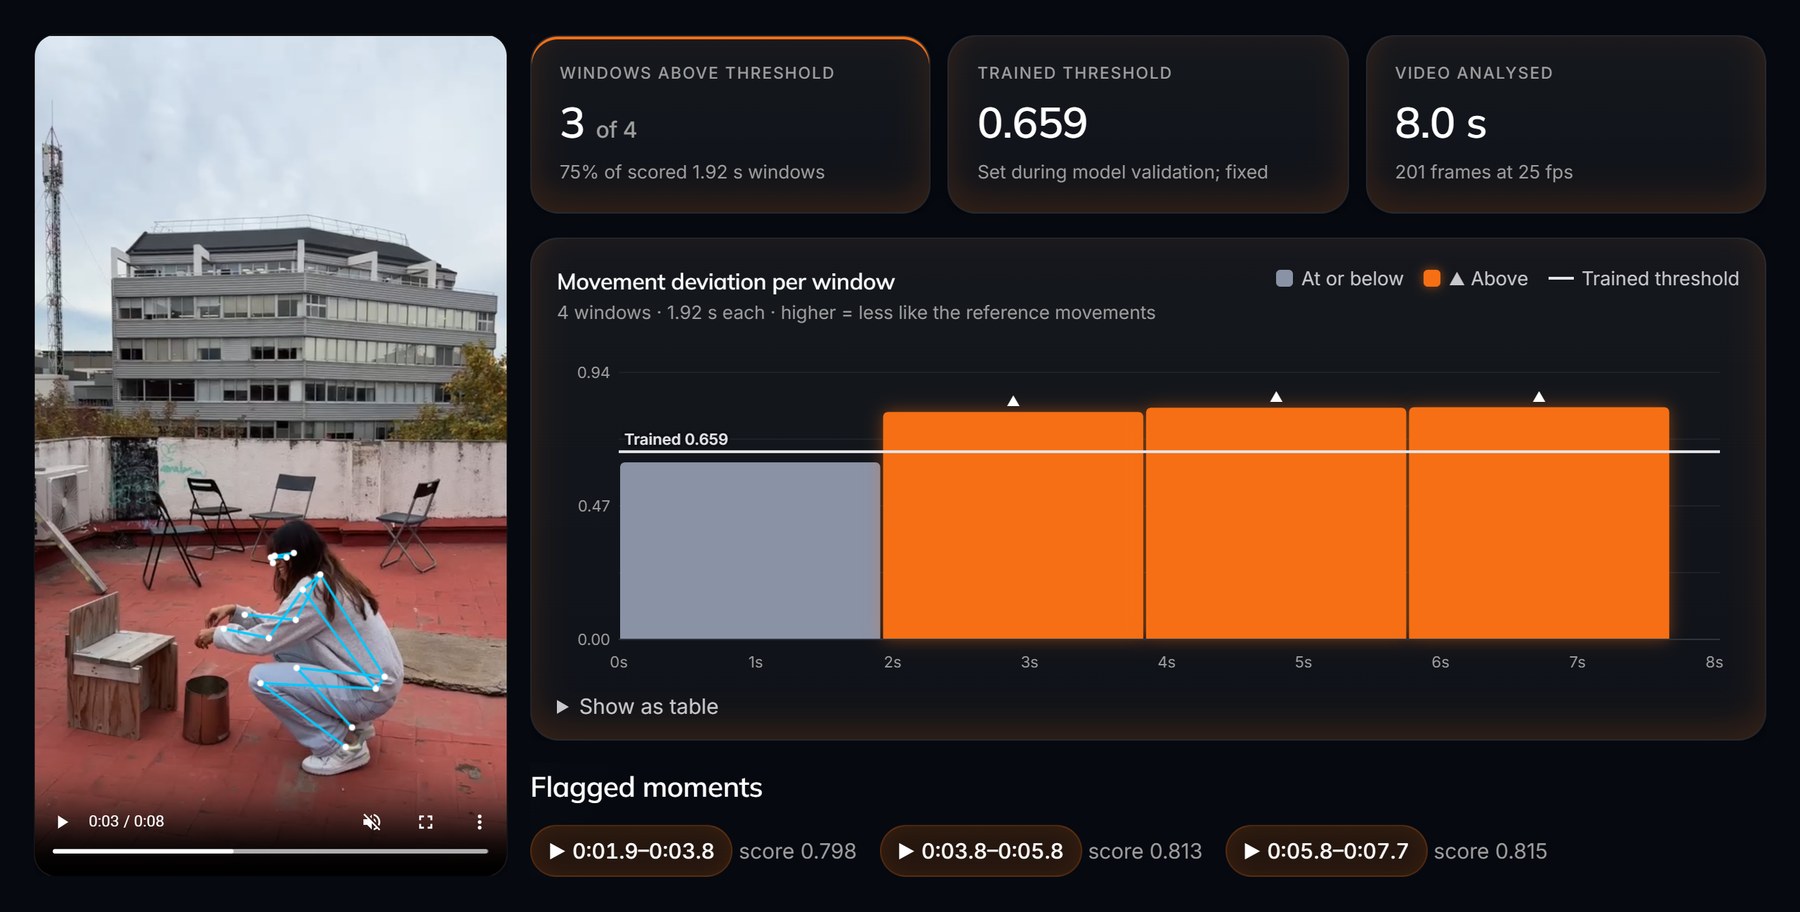 WINDOWS ABOVE THRESHOLD
3 of 4
75% of scored 1.92 s windows
TRAINED THRESHOLD
0.659
Set during model validation; fixed
VIDEO ANALYSED
8.0 s
201 frames at 25 fps
Movement deviation per window
4 windows · 1.92 s each · higher = less like the reference movements
At or below
▲ Above
Trained threshold
0.94
Trained 0.659
0.47
0.00
0s 1s 2s 3s 4s 5s 6s 7s 8s
▶ Show as table
0:03 / 0:08
Flagged moments
▶ 0:01.9–0:03.8 score 0.798
▶ 0:03.8–0:05.8 score 0.813
▶ 0:05.8–0:07.7 score 0.815